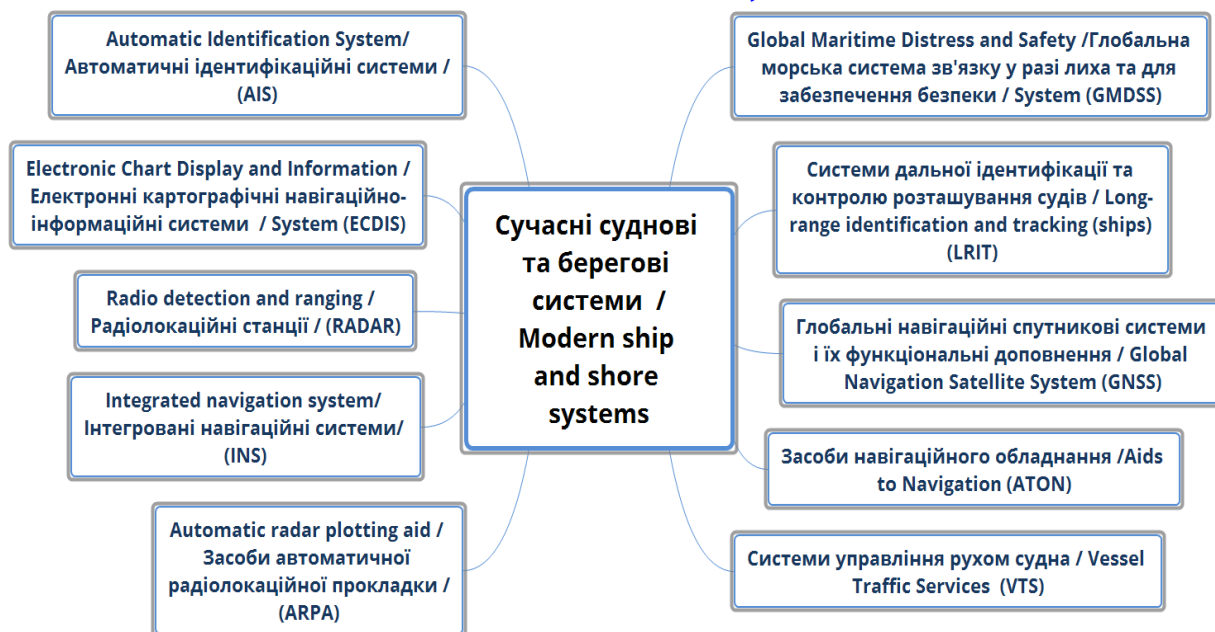 Automatic Identification System/
Автоматичні ідентифікаційні системи /
(AIS)
Electronic Chart Display and Information /
Електронні картографічні навігаційно-
інформаційні системи / System (ECDIS)
Radio detection and ranging /
Радіолокаційні станції / (RADAR)
Integrated navigation system/
Інтегровані навігаційні системи/
(INS)
Automatic radar plotting aid /
Засоби автоматичної
радіолокаційної прокладки /
(ARPA)
Сучасні суднові
та берегові
системи /
Modern ship
and shore
systems
Global Maritime Distress and Safety /Глобальна
морська система зв'язку у разі лиха та для
забезпечення безпеки / System (GMDSS)
Системи дальної ідентифікації та
контролю розташування судів / Long-
range identification and tracking (ships)
(LRIT)
Глобальні навігаційні спутникові системи
і їх функціональні доповнення / Global
Navigation Satellite System (GNSS)
Засоби навігаційного обладнання /Aids
to Navigation (ATON)
Системи управління рухом судна / Vessel
Traffic Services (VTS)